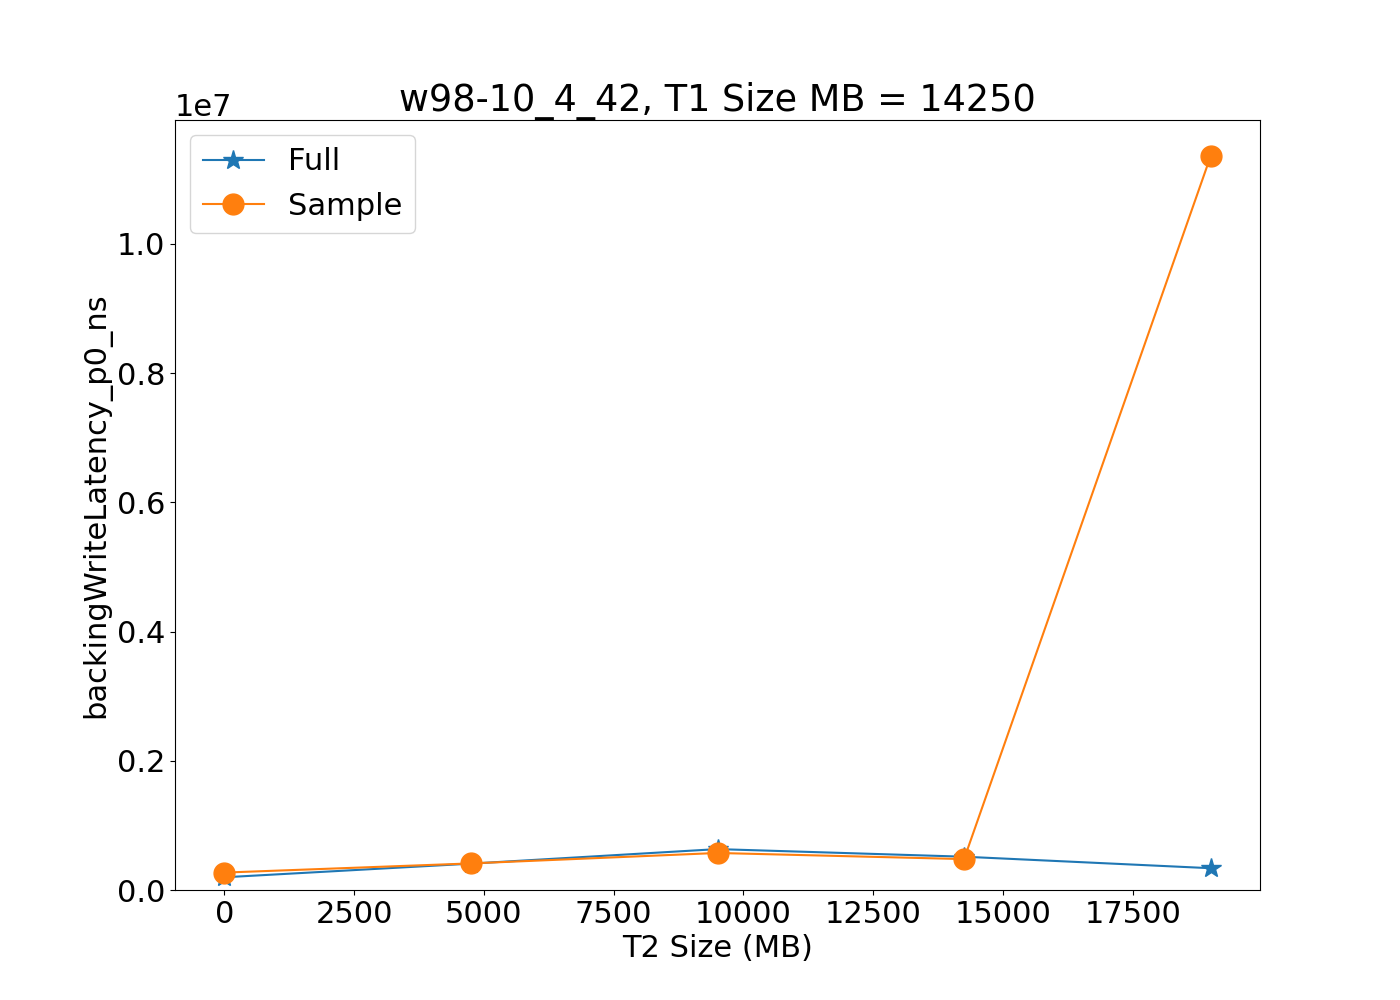 w98-10_4_42, T1 Size MB = 14250
1e7
Full
Sample
1.0
0.8
0.6
0.4
0.2
0.0
backingWriteLatency_p0_ns
0 2500 5000 7500 10000 12500 15000 17500
T2 Size (MB)